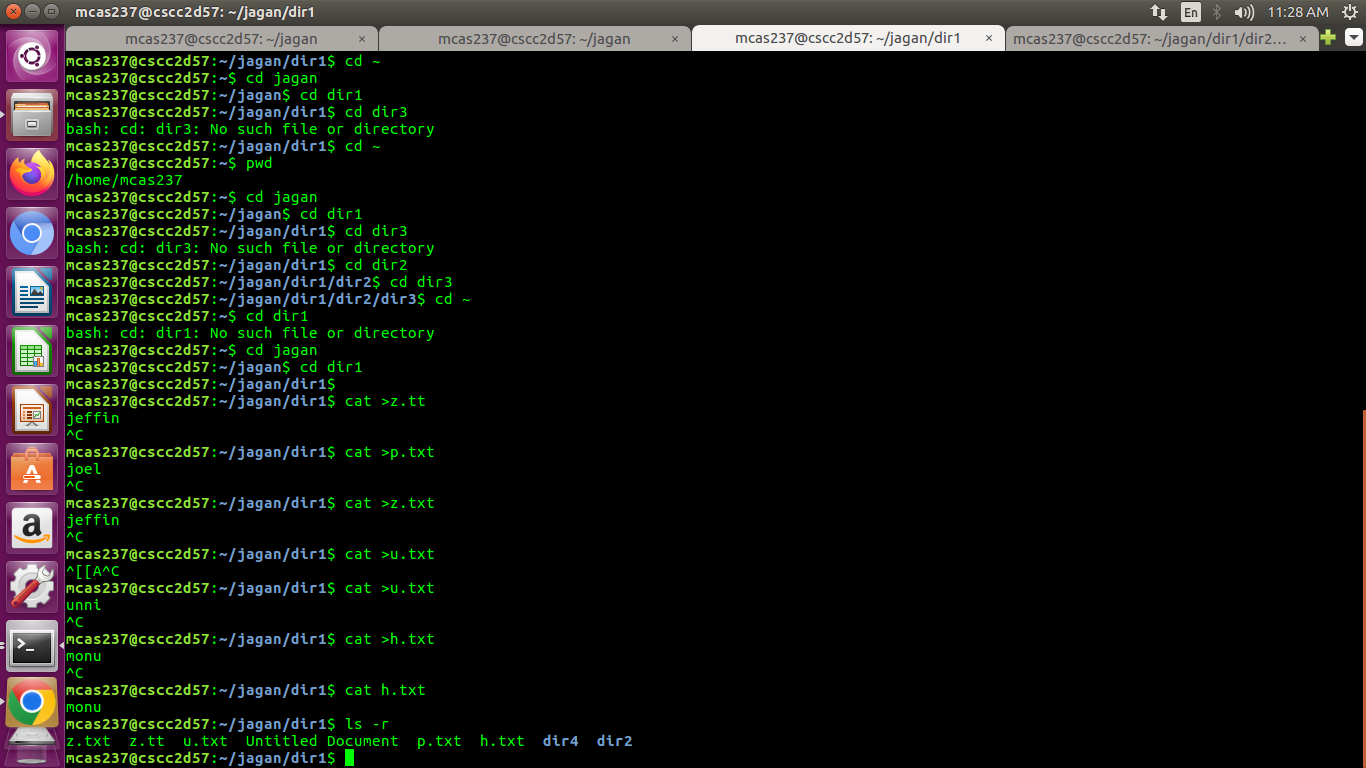 mcas237@cscc2d57: ~/jagan/dir1
En
11:28 AM
mcas237@cscc2d57: ~/jagan × mcas237@cscc2d57: ~/jagan × mcas237@cscc2d57: ~/jagan/dir1 × mcas237@cscc2d57: ~/jagan/dir1/dir2... ×
mcas237@cscc2d57:~/jagan/dir1$ cd ~
mcas237@cscc2d57:~$ cd jagan
mcas237@cscc2d57:~/jagan$ cd dir1
mcas237@cscc2d57:~/jagan/dir1$ cd dir3
bash: cd: dir3: No such file or directory
mcas237@cscc2d57:~/jagan/dir1$ cd ~
mcas237@cscc2d57:~$ pwd
/home/mcas237
mcas237@cscc2d57:~$ cd jagan
mcas237@cscc2d57:~/jagan$ cd dir1
mcas237@cscc2d57:~/jagan/dir1$ cd dir3
bash: cd: dir3: No such file or directory
mcas237@cscc2d57:~/jagan/dir1$ cd dir2
mcas237@cscc2d57:~/jagan/dir1/dir2$ cd dir3
mcas237@cscc2d57:~/jagan/dir1/dir2/dir3$ cd ~
mcas237@cscc2d57:~$ cd dir1
bash: cd: dir1: No such file or directory
mcas237@cscc2d57:~$ cd jagan
mcas237@cscc2d57:~/jagan$ cd dir1
mcas237@cscc2d57:~/jagan/dir1$
mcas237@cscc2d57:~/jagan/dir1$ cat >z.tt
jeffin
^C
mcas237@cscc2d57:~/jagan/dir1$ cat >p.txt
joel
^C
mcas237@cscc2d57:~/jagan/dir1$ cat >z.txt
jeffin
^C
mcas237@cscc2d57:~/jagan/dir1$ cat >u.txt
^[[A^C
mcas237@cscc2d57:~/jagan/dir1$ cat >u.txt
unni
^C
mcas237@cscc2d57:~/jagan/dir1$ cat >h.txt
monu
^C
mcas237@cscc2d57:~/jagan/dir1$ cat h.txt
monu
mcas237@cscc2d57:~/jagan/dir1$ ls -r
z.txt  z.tt  u.txt  Untitled Document  p.txt  h.txt  dir4  dir2
mcas237@cscc2d57:~/jagan/dir1$